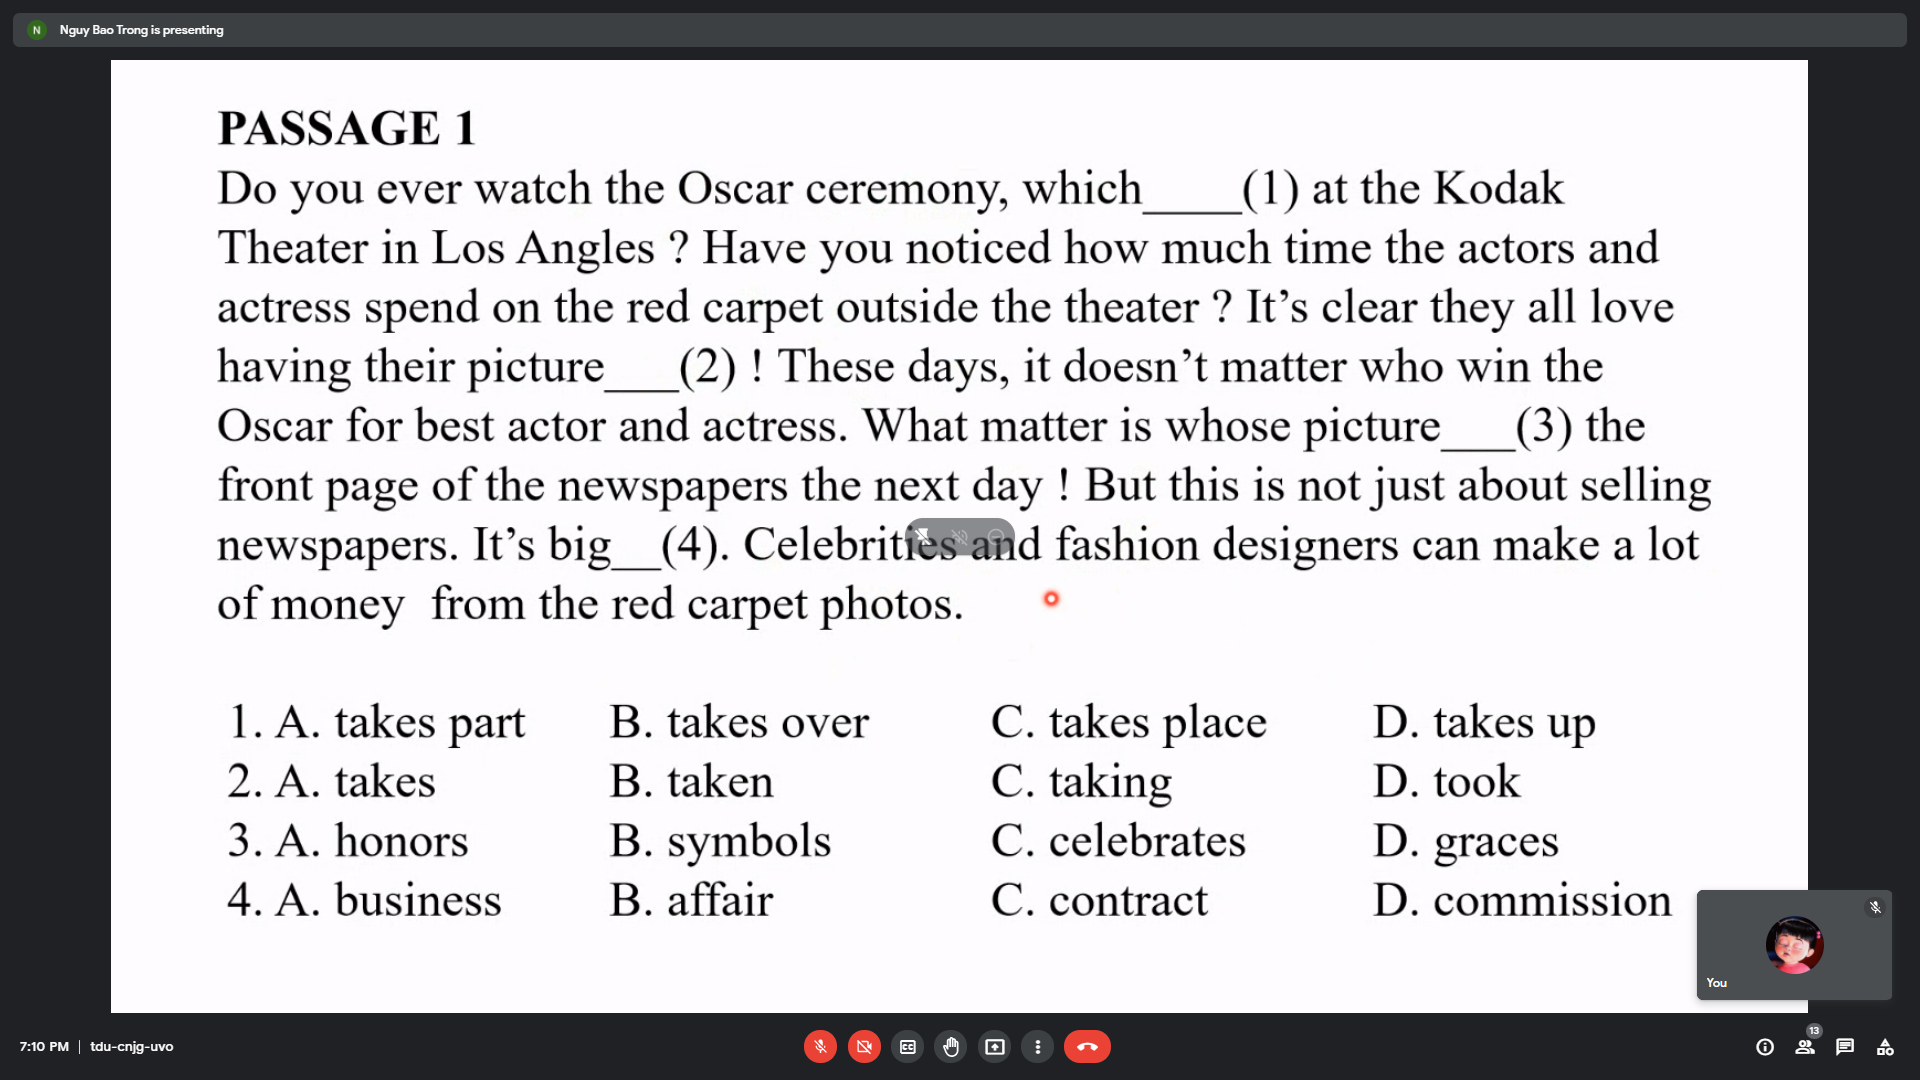 N Nguy Bao Trong is presenting
PASSAGE 1
Do you ever watch the Oscar ceremony, which____(1) at the Kodak
Theater in Los Angles ? Have you noticed how much time the actors and
actress spend on the red carpet outside the theater ? It’s clear they all love
having their picture___(2) ! These days, it doesn’t matter who win the
Oscar for best actor and actress. What matter is whose picture___(3) the
front page of the newspapers the next day ! But this is not just about selling
newspapers. It’s big__(4). Celebrities and fashion designers can make a lot
of money  from the red carpet photos.
1. A. takes part B. takes over C. takes place D. takes up
2. A. takes B. taken C. taking D. took
3. A. honors B. symbols C. celebrates D. graces
4. A. business B. affair C. contract D. commission
You
7:10 PM | tdu-cnjg-uvo
13